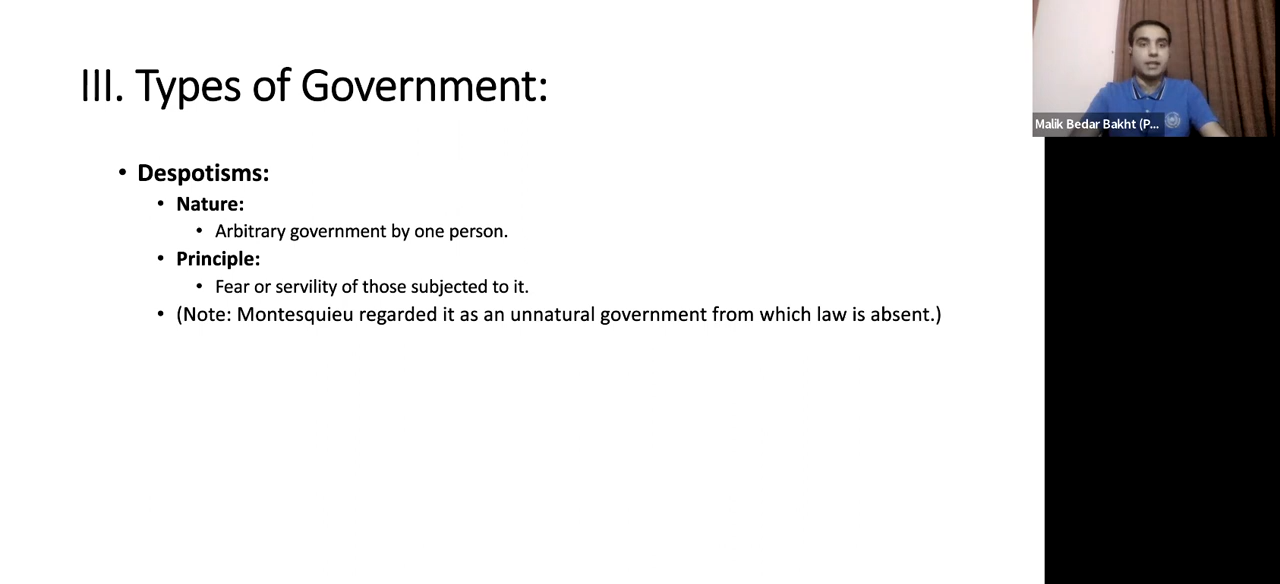 III. Types of Government:
Malik Bedar Bakht (P...
• Despotisms:
• Nature:
• Arbitrary government by one person.
• Principle:
• Fear or servility of those subjected to it.
• (Note: Montesquieu regarded it as an unnatural government from which law is absent.)